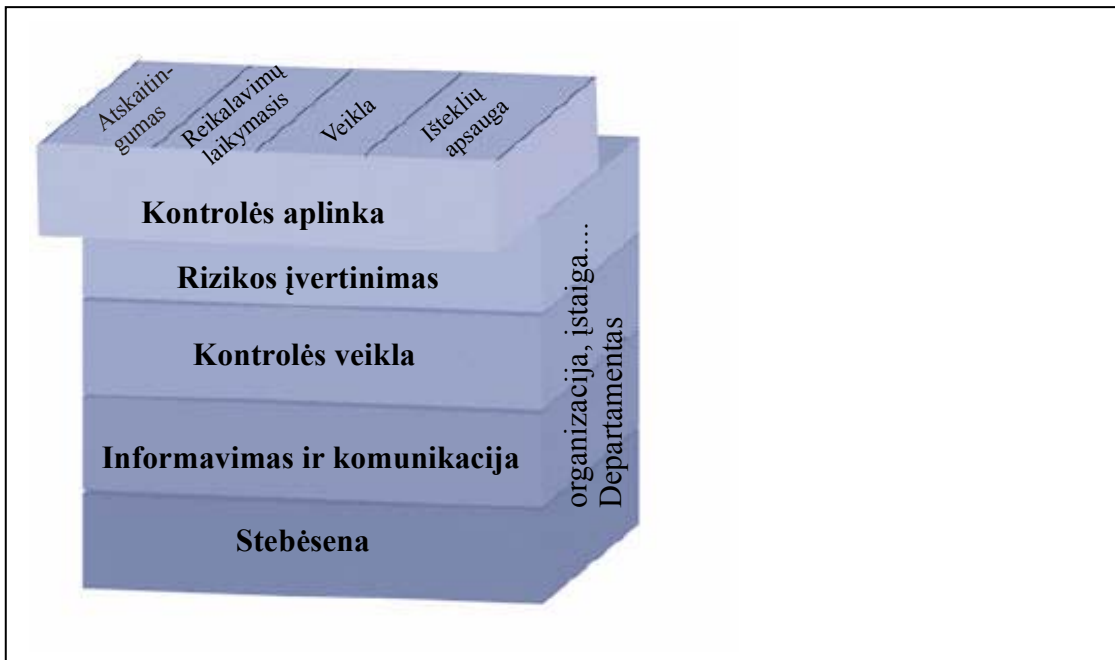 Atskaitin-
gumas
Reikalavimų
laikymasis
Veikla
Išteklių
apsauga
Kontrolės aplinka
Rizikos įvertinimas
Kontrolės veikla
Informavimas ir komunikacija
Stebėsena
organizacija, įstaiga....
Departamentas